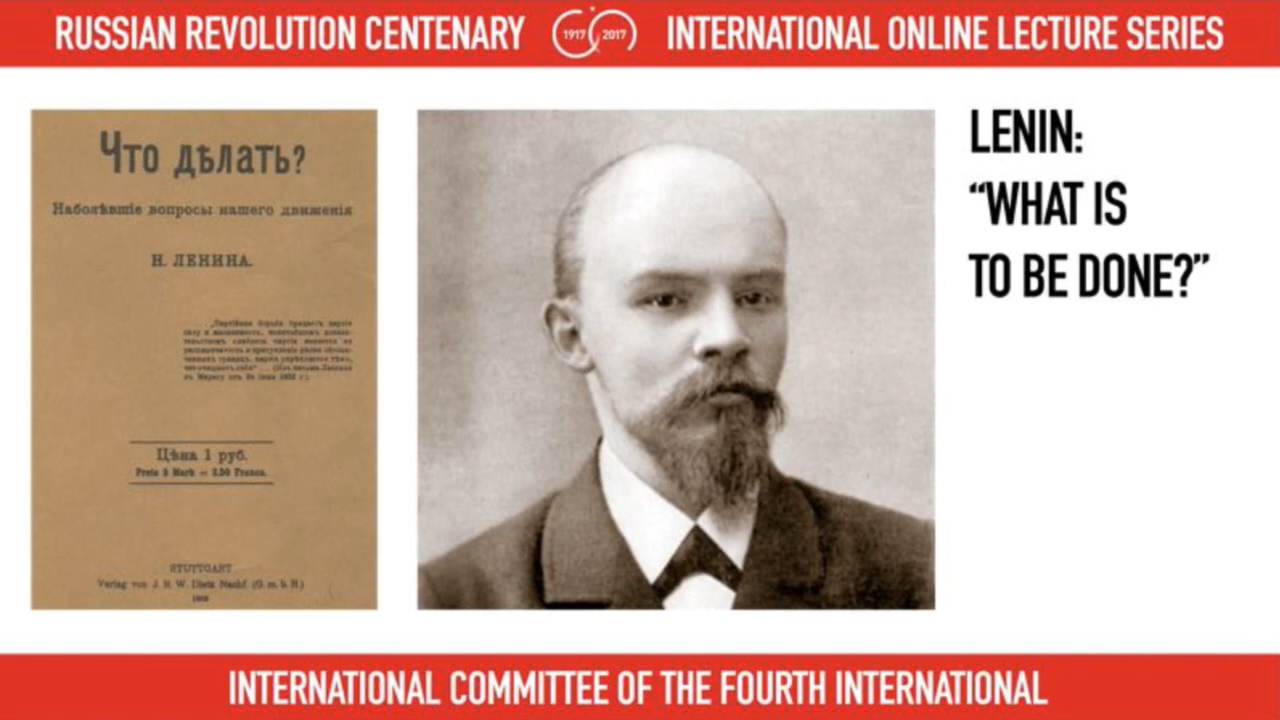 RUSSIAN REVOLUTION CENTENARY 1917 2017 INTERNATIONAL ONLINE LECTURE SERIES
Что дѣлать?
Наболѣвшіе вопросы нашего движенія
Н. ЛЕНИНА.
Цѣна 1 руб.
Preis 2 Mark = 2.50 Francs.
STUTTGART
Verlag von J. H. W. Dietz Nachf. (G. m. b. H.)
LENIN:
“WHAT IS
TO BE DONE?”
INTERNATIONAL COMMITTEE OF THE FOURTH INTERNATIONAL